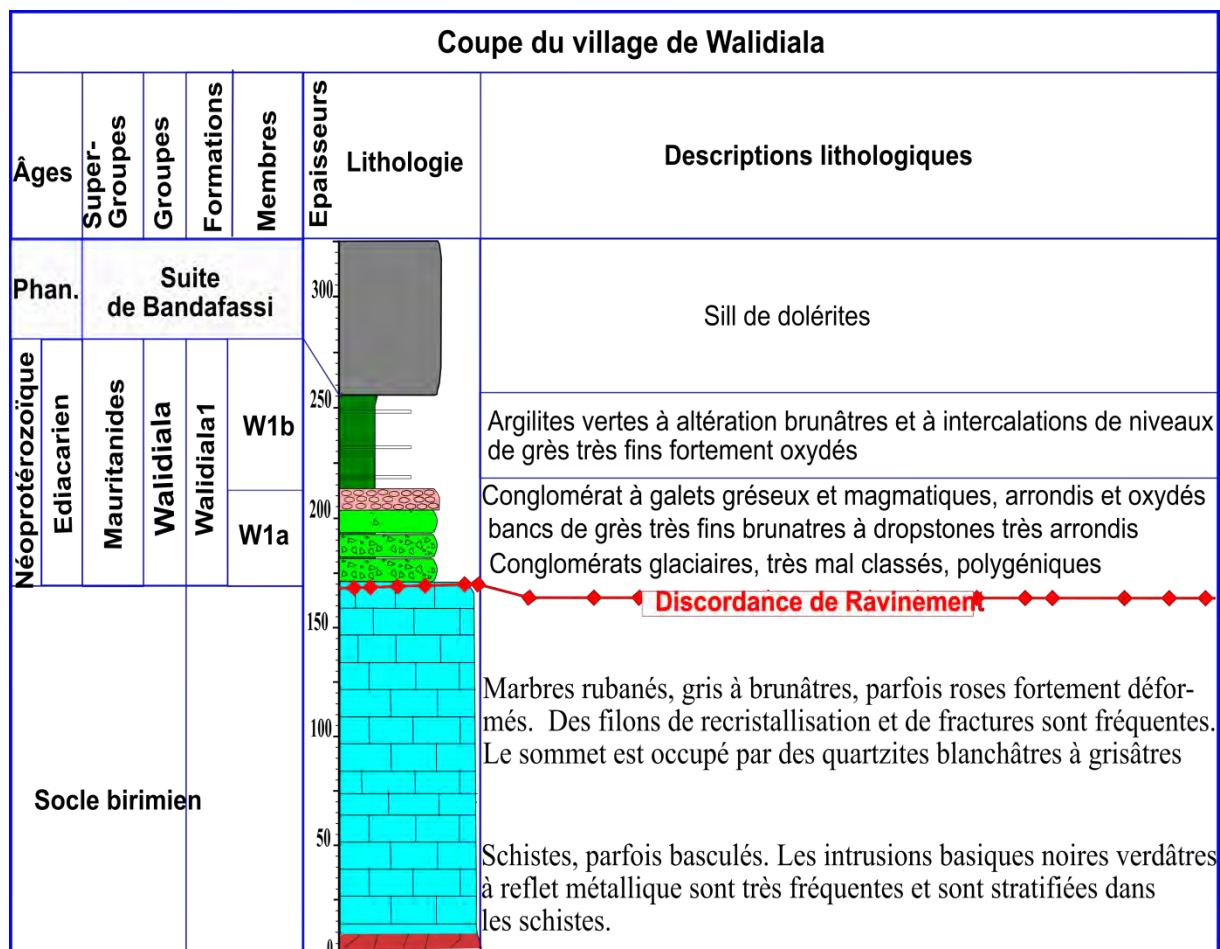 Coupe du village de Walidiala
Âges
Super-
Groupes
Groupes
Formations
Membres
Epaisseurs
Lithologie
Descriptions lithologiques
Phan.
Suite
de Bandafassi
300
Sill de dolérites
Néoprotérozoïque
Ediacarien
Mauritanides
Walidiala
Walidiala1
W1b
250
Argilites vertes à altération brunâtres et à intercalations de niveaux
de grès très fins fortement oxydés
200
W1a
Conglomérat à galets gréseux et magmatiques, arrondis et oxydés
bancs de grès très fins brunatres à dropstones très arrondis
Conglomérats glaciaires, très mal classés, polygéniques
Discordance de Ravinement
150
Marbres rubanés, gris à brunâtres, parfois roses fortement défor-
més. Des filons de recristallisation et de fractures sont fréquentes.
Le sommet est occupé par des quartzites blanchâtres à grisâtres
100
Socle birimien
50
Schistes, parfois basculés. Les intrusions basiques noires verdâtres
à reflet métallique sont très fréquentes et sont stratifiées dans
les schistes.
0